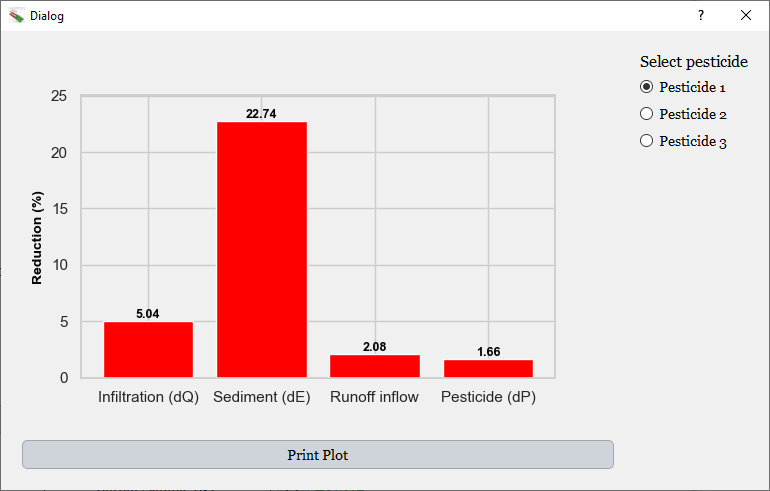 Dialog
?
Select pesticide
Pesticide 1
Pesticide 2
Pesticide 3
25
20
15
10
5
0
Reduction (%)
5.04
22.74
2.08
1.66
Infiltration (dQ)
Sediment (dE)
Runoff inflow
Pesticide (dP)
Print Plot